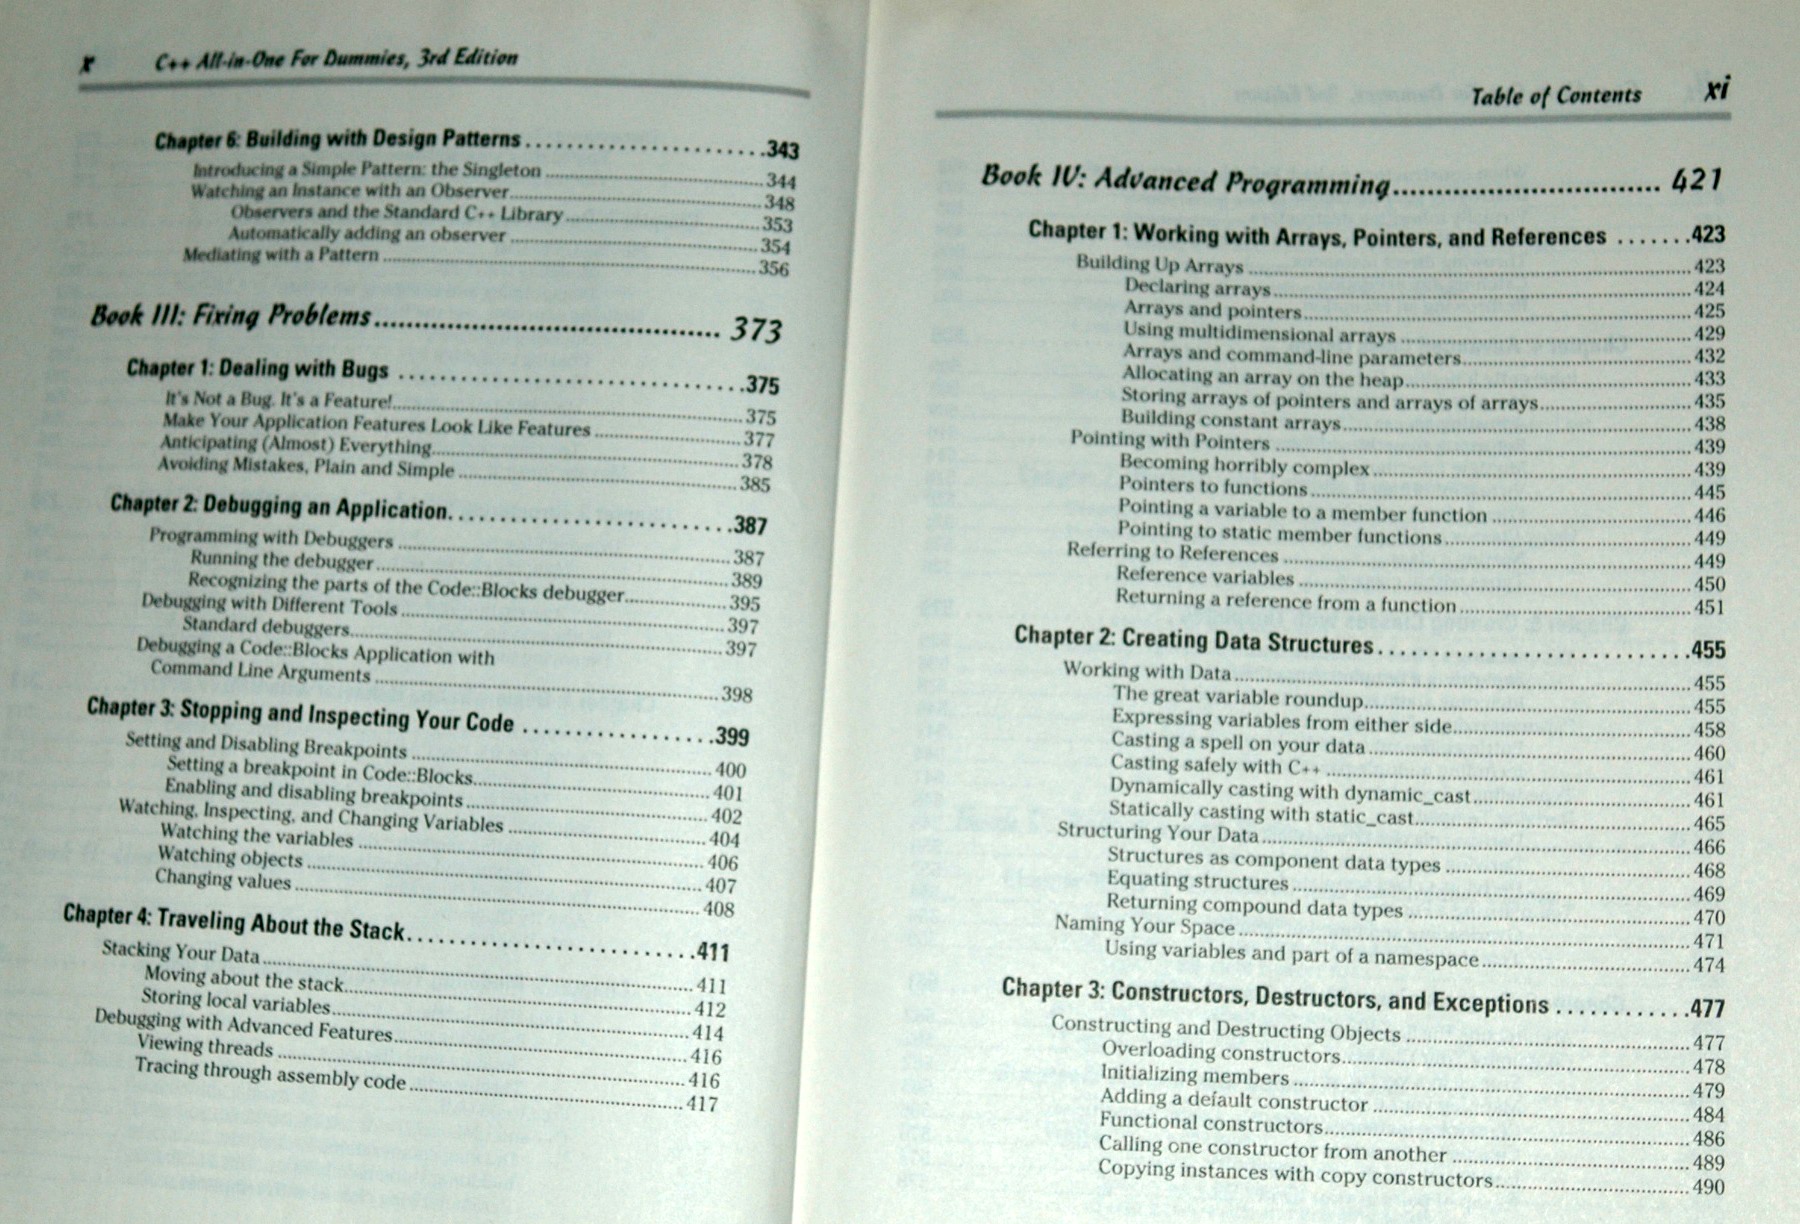 x C++ All-in-One For Dummies, 3rd Edition
Chapter 6: Building with Design Patterns . . . . . . . . . . . . . . . . . . . . . . .343
Introducing a Simple Pattern: the Singleton ..........344
Watching an Instance with an Observer..........348
Observers and the Standard C++ Library..........353
Automatically adding an observer ..........354
Mediating with a Pattern ..........356
Book III: Fixing Problems.......... 373
Chapter 1: Dealing with Bugs . . . . . . . . . . . . . . . . . . . . . . . . . . . . . . .375
It's Not a Bug. It's a Feature!..........375
Make Your Application Features Look Like Features ..........377
Anticipating (Almost) Everything..........378
Avoiding Mistakes, Plain and Simple ..........385
Chapter 2: Debugging an Application. . . . . . . . . . . . . . . . . . . . . . . . . .387
Programming with Debuggers ..........387
Running the debugger..........389
Recognizing the parts of the Code::Blocks debugger..........395
Debugging with Different Tools..........397
Standard debuggers..........397
Debugging a Code::Blocks Application with
Command Line Arguments ..........398
Chapter 3: Stopping and Inspecting Your Code . . . . . . . . . . . . . . . . . .399
Setting and Disabling Breakpoints ..........400
Setting a breakpoint in Code::Blocks..........401
Enabling and disabling breakpoints..........402
Watching, Inspecting, and Changing Variables ..........404
Watching the variables ..........406
Watching objects ..........407
Changing values ..........408
Chapter 4: Traveling About the Stack. . . . . . . . . . . . . . . . . . . . . . . . . .411
Stacking Your Data..........411
Moving about the stack..........412
Storing local variables..........414
Debugging with Advanced Features..........416
Viewing threads ..........416
Tracing through assembly code ..........417
Table of Contents xi
Book IV: Advanced Programming.......... 421
Chapter 1: Working with Arrays, Pointers, and References . . . . . . .423
Building Up Arrays ..........423
Declaring arrays..........424
Arrays and pointers..........425
Using multidimensional arrays ..........429
Arrays and command-line parameters..........432
Allocating an array on the heap..........433
Storing arrays of pointers and arrays of arrays..........435
Building constant arrays..........438
Pointing with Pointers ..........439
Becoming horribly complex..........439
Pointers to functions..........445
Pointing a variable to a member function ..........446
Pointing to static member functions..........449
Referring to References ..........449
Reference variables ..........450
Returning a reference from a function..........451
Chapter 2: Creating Data Structures. . . . . . . . . . . . . . . . . . . . . . . . . . . .455
Working with Data..........455
The great variable roundup..........455
Expressing variables from either side..........458
Casting a spell on your data..........460
Casting safely with C++ ..........461
Dynamically casting with dynamic_cast..........461
Statically casting with static_cast..........465
Structuring Your Data..........466
Structures as component data types ..........468
Equating structures ..........469
Returning compound data types ..........470
Naming Your Space..........471
Using variables and part of a namespace..........474
Chapter 3: Constructors, Destructors, and Exceptions . . . . . . . . . . . .477
Constructing and Destructing Objects ..........477
Overloading constructors..........478
Initializing members ..........479
Adding a default constructor ..........484
Functional constructors..........486
Calling one constructor from another ..........489
Copying instances with copy constructors..........490